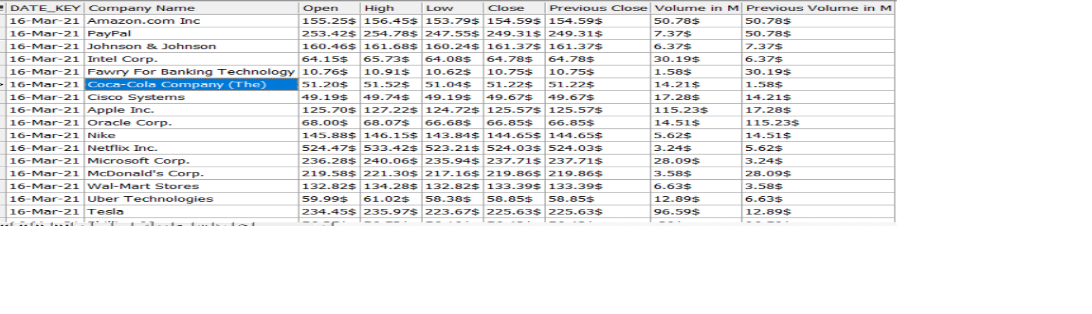 DATE_KEY Company Name Open High Low Close Previous Close Volume in M Previous Volume in M
16-Mar-21 Amazon.com Inc 155.25$ 156.45$ 153.79$ 154.59$ 154.59$ 50.78$ 50.78$
16-Mar-21 PayPal 253.42$ 254.78$ 247.55$ 249.31$ 249.31$ 7.37$ 50.78$
16-Mar-21 Johnson & Johnson 160.46$ 161.68$ 160.24$ 161.37$ 161.37$ 6.37$ 7.37$
16-Mar-21 Intel Corp. 64.15$ 65.73$ 64.08$ 64.78$ 64.78$ 30.19$ 6.37$
16-Mar-21 Fawry For Banking Technology 10.76$ 10.91$ 10.62$ 10.75$ 10.75$ 1.58$ 30.19$
16-Mar-21 Coca-Cola Company (The) 51.20$ 51.52$ 51.04$ 51.22$ 51.22$ 14.21$ 1.58$
16-Mar-21 Cisco Systems 49.19$ 49.74$ 49.19$ 49.67$ 49.67$ 17.28$ 14.21$
16-Mar-21 Apple Inc. 125.70$ 127.22$ 124.72$ 125.57$ 125.57$ 115.23$ 17.28$
16-Mar-21 Oracle Corp. 68.00$ 68.07$ 66.68$ 66.85$ 66.85$ 14.51$ 115.23$
16-Mar-21 Nike 145.88$ 146.15$ 143.84$ 144.65$ 144.65$ 5.62$ 14.51$
16-Mar-21 Netflix Inc. 524.47$ 533.42$ 523.21$ 524.03$ 524.03$ 3.24$ 5.62$
16-Mar-21 Microsoft Corp. 236.28$ 240.06$ 235.94$ 237.71$ 237.71$ 28.09$ 3.24$
16-Mar-21 McDonald's Corp. 219.58$ 221.30$ 217.16$ 219.86$ 219.86$ 3.58$ 28.09$
16-Mar-21 Wal-Mart Stores 132.82$ 134.28$ 132.82$ 133.39$ 133.39$ 6.63$ 3.58$
16-Mar-21 Uber Technologies 59.99$ 61.02$ 58.38$ 58.85$ 58.85$ 12.89$ 6.63$
16-Mar-21 Tesla 234.45$ 235.97$ 223.67$ 225.63$ 225.63$ 96.59$ 12.89$